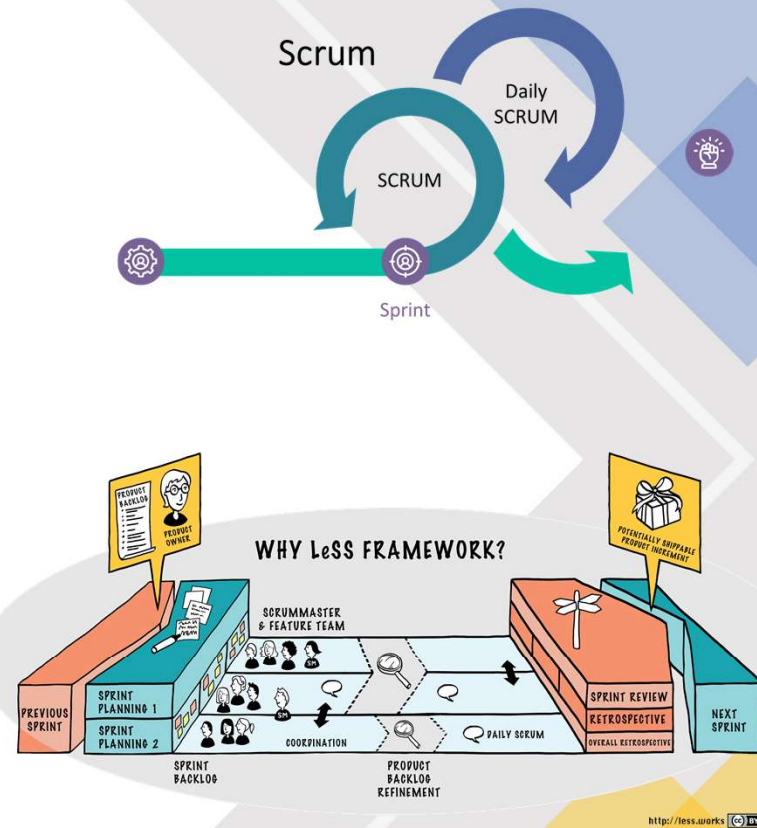 Scrum
Daily
SCRUM
SCRUM
Sprint
PRODUCT
BACKLOG
PRODUCT
OWNER
POTENTIALLY SHIPPABLE
PRODUCT INCREMENT
WHY LeSS FRAMEWORK?
SCRUMMASTER
& FEATURE TEAM
SM
SM
PREVIOUS
SPRINT
SPRINT
PLANNING 1
SPRINT
PLANNING 2
COORDINATION
DAILY SCRUM
SPRINT REVIEW
RETROSPECTIVE
OVERALL RETROSPECTIVE
NEXT
SPRINT
SPRINT
BACKLOG
PRODUCT
BACKLOG
REFINEMENT
http://less.works
cc